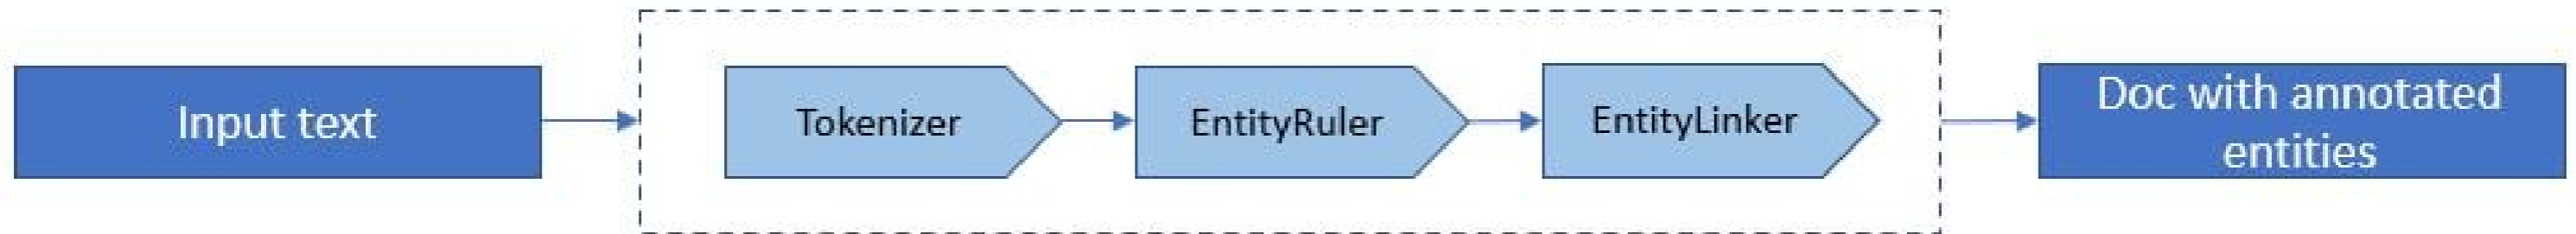 Input text
Tokenizer
EntityRuler
EntityLinker
Doc with annotated
entities